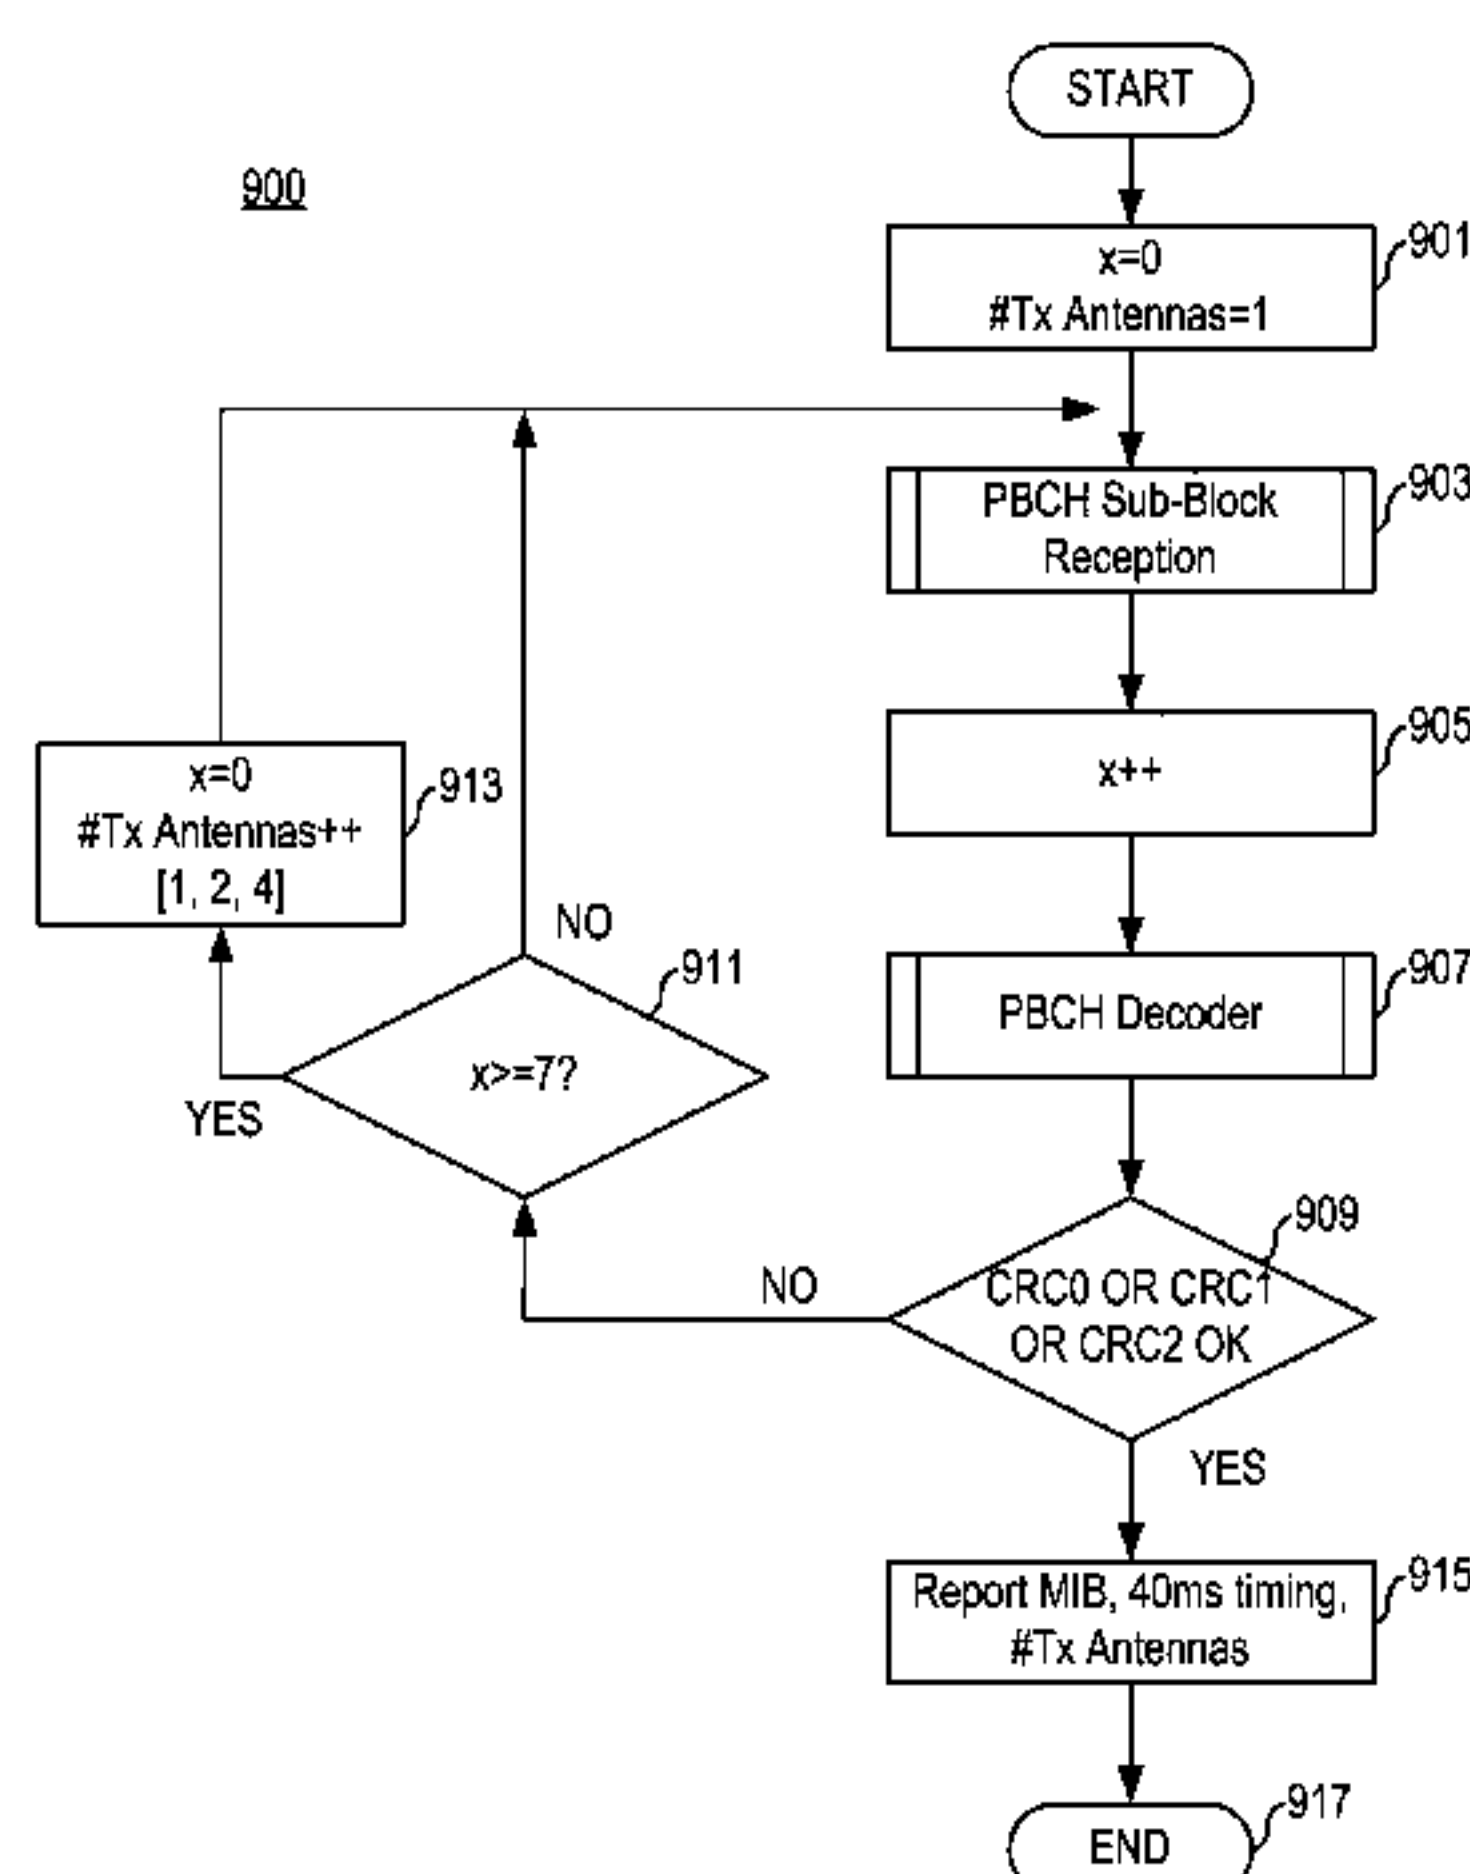 START
900
x=0
#Tx Antennas=1
901
PBCH Sub-Block
Reception
903
x++
905
x=0
#Tx Antennas++
[1, 2, 4]
913
NO
911
x>=7?
YES
PBCH Decoder
907
909
CRC0 OR CRC1
OR CRC2 OK
NO
YES
Report MIB, 40ms timing,
#Tx Antennas
915
END
917